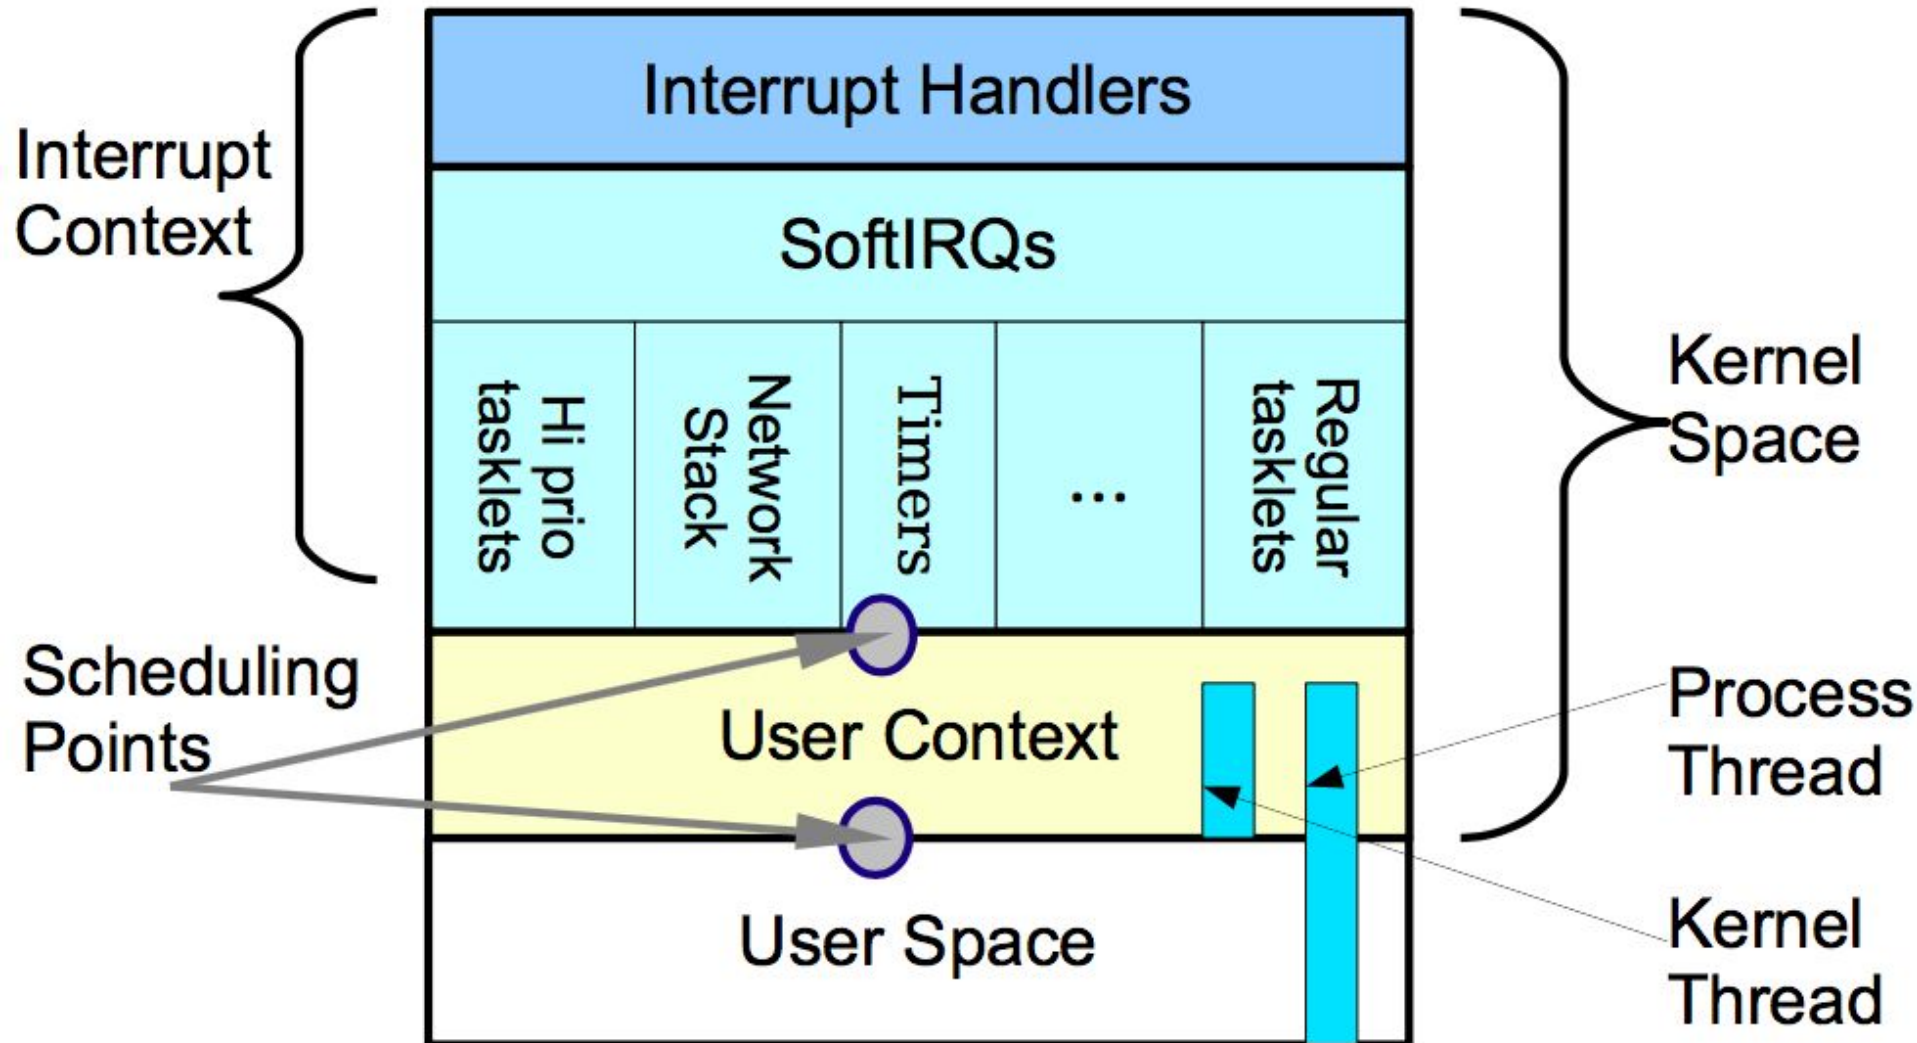 Interrupt Handlers
Interrupt
Context
SoftIRQs
Hi prio
tasklets
Network
Stack
Timers
...
Regular
tasklets
Kernel
Space
Scheduling
Points
User Context
Process
Thread
User Space
Kernel
Thread